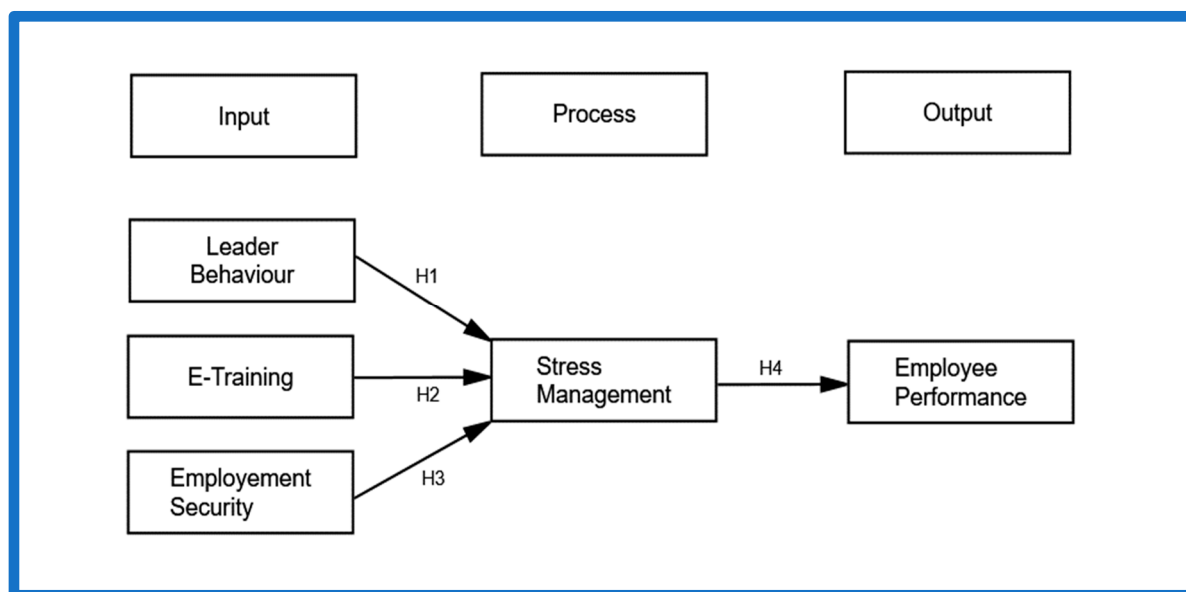 Input
Process
Output
Leader
Behaviour
H1
E-Training
H2
Stress
Management
H4
Employee
Performance
Employement
Security
H3